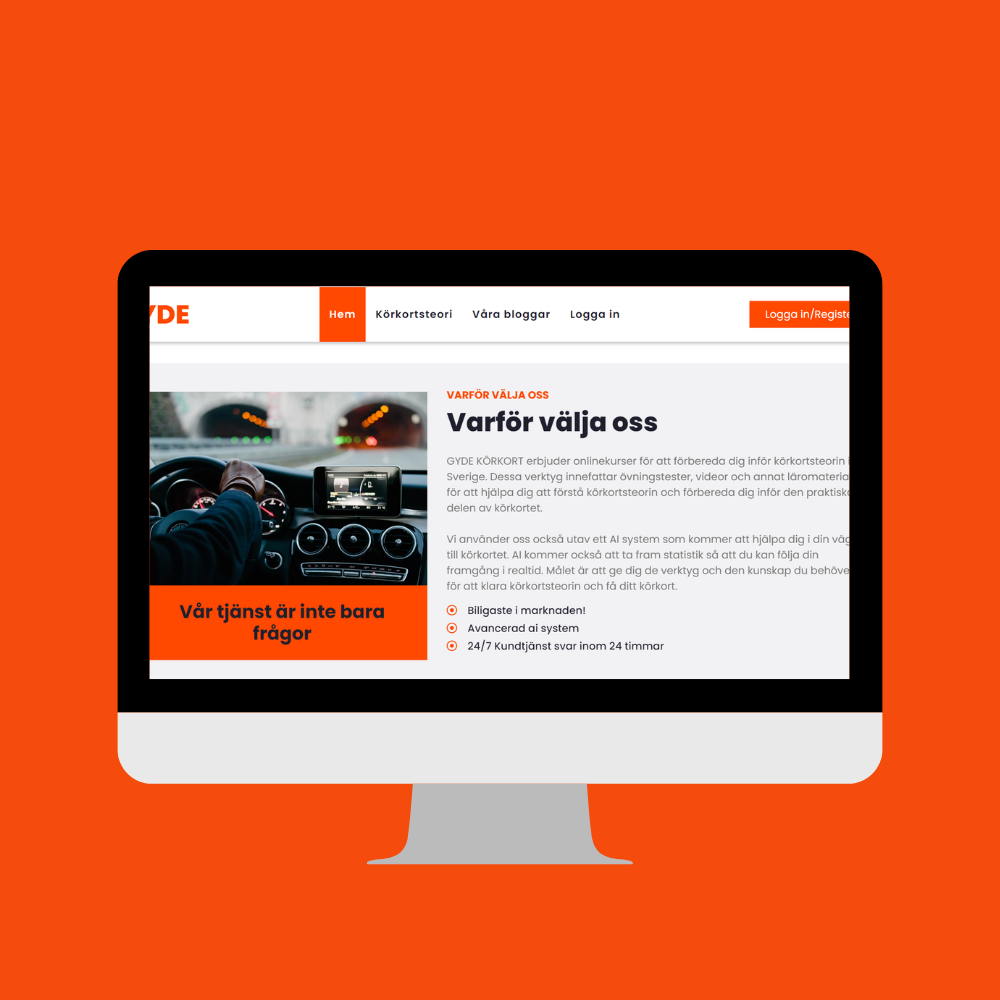 YDE
Hem Körkortsteori Våra bloggar Logga in
Logga in/Registe
VARFÖR VÄLJA OSS
Varför välja oss
GYDE KÖRKORT erbjuder onlinekurser för att förbereda dig inför körkortsteorin i
Sverige. Dessa verktyg innefattar övningstester, videor och annat läromateria
för att hjälpa dig att förstå körkortsteorin och förbereda dig inför den praktiska
delen av körkortet.
Vi använder oss också utav ett AI system som kommer att hjälpa dig i din väg
till körkortet. AI kommer också att ta fram statistik så att du kan följa din
framgång i realtid. Målet är att ge dig de verktyg och den kunskap du behöve
för att klara körkortsteorin och få ditt körkort.
Biligaste i marknaden!
Avancerad ai system
24/7 Kundtjänst svar inom 24 timmar
Vår tjänst är inte bara
frågor